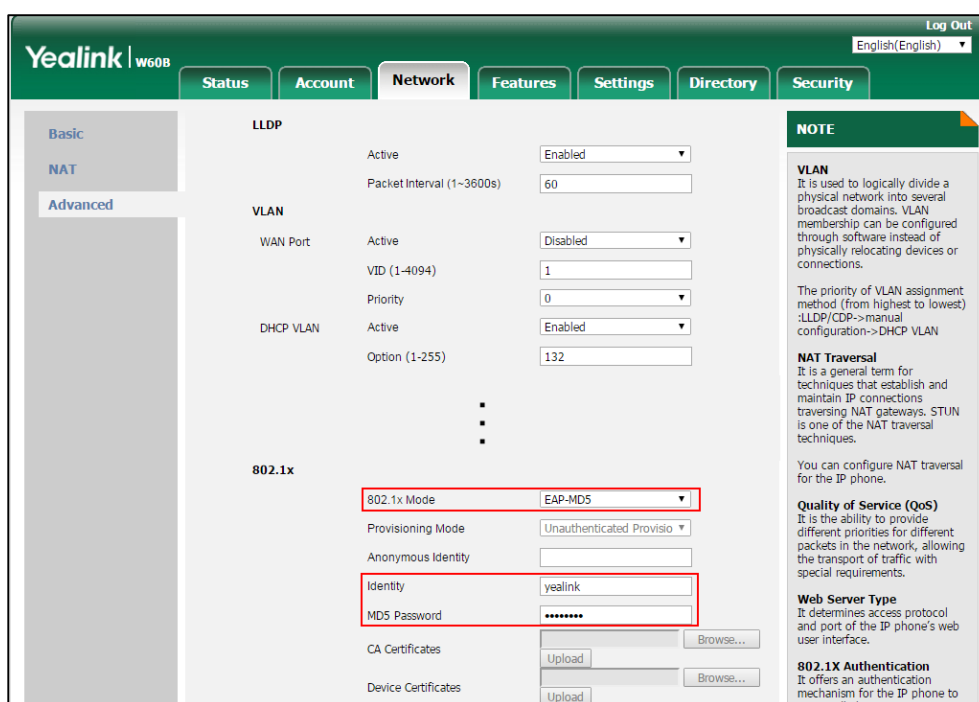 Log Out
English(English)
Yealink | W60B
Status Account Network Features Settings Directory Security
Basic
NAT
Advanced
LLDP
Active Enabled
Packet Interval (1~3600s) 60
VLAN
WAN Port Active Disabled
VID (1-4094) 1
Priority 0
DHCP VLAN Active Enabled
Option (1-255) 132
802.1x
802.1x Mode EAP-MD5
Provisioning Mode Unauthenticated Provisio
Anonymous Identity
Identity yealink
MD5 Password ••••••••
CA Certificates Browse...
Upload
Device Certificates Browse...
Upload
NOTE
VLAN
It is used to logically divide a
physical network into several
broadcast domains. VLAN
membership can be configured
through software instead of
physically relocating devices or
connections.
The priority of VLAN assignment
method (from highest to lowest)
:LLDP/CDP->manual
configuration->DHCP VLAN
NAT Traversal
It is a general term for
techniques that establish and
maintain IP connections
traversing NAT gateways. STUN
is one of the NAT traversal
techniques.
You can configure NAT traversal
for the IP phone.
Quality of Service (QoS)
It is the ability to provide
different priorities for different
packets in the network, allowing
the transport of traffic with
special requirements.
Web Server Type
It determines access protocol
and port of the IP phone's web
user interface.
802.1X Authentication
It offers an authentication
mechanism for the IP phone to